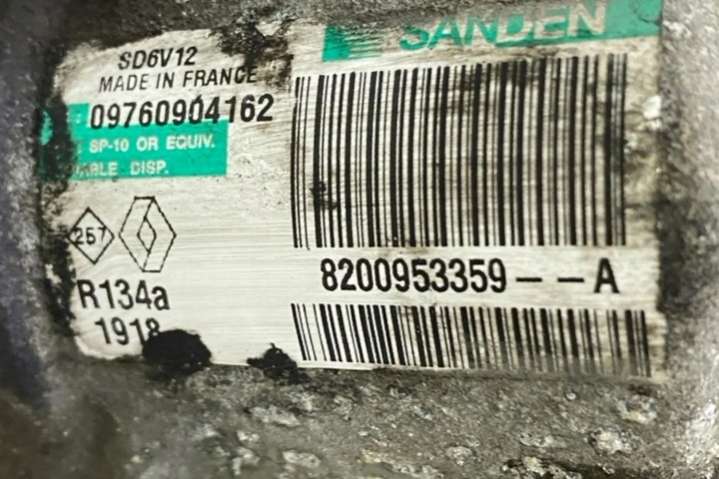 SANDEN
SD6V12
MADE IN FRANCE
09760904162
SP-10 OR EQUIV.
DISP.
257
R134a
8200953359--A
1918